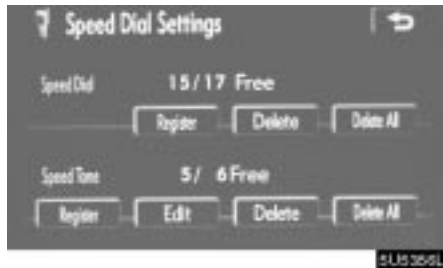 Speed Dial Settings
Speed Dial 15/17 Free
Register Delete Delete All
Speed Tone 5/ 6 Free
Register Edit Delete Delete All
5US356L